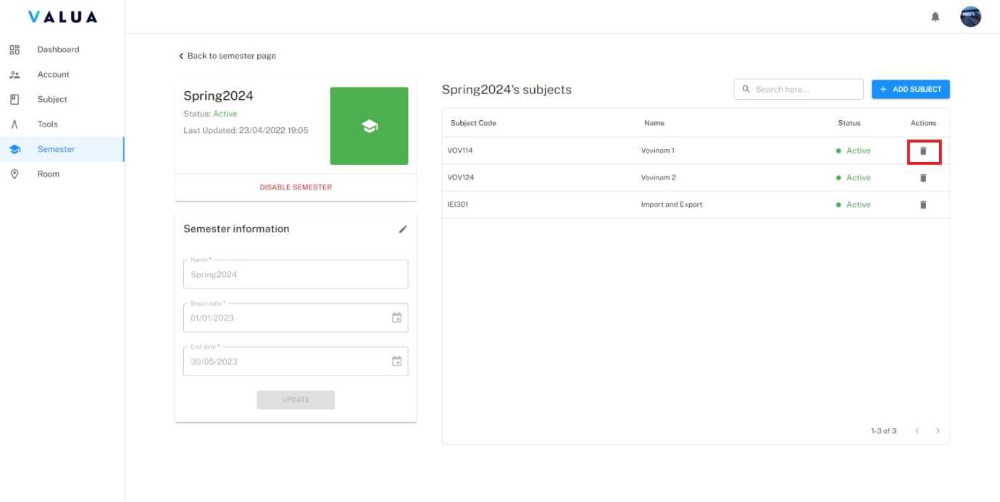 VALUA
Dashboard
Account
Subject
Tools
Semester
Room
Back to semester page
Spring2024
Status: Active
Last Updated: 23/04/2022 19:05
DISABLE SEMESTER
Semester information
Name *
Spring2024
Begin date *
01/01/2023
End date *
30/05/2023
UPDATE
Spring2024's subjects
Search here...
ADD SUBJECT
Subject Code Name Status Actions
VOV114 Vovinam 1 Active
VOV124 Vovinam 2 Active
IEI301 Import and Export Active
1-3 of 3